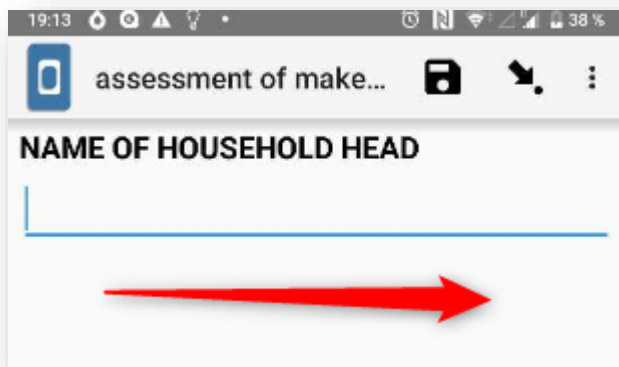 19:13 38 %
assessment of make...
NAME OF HOUSEHOLD HEAD